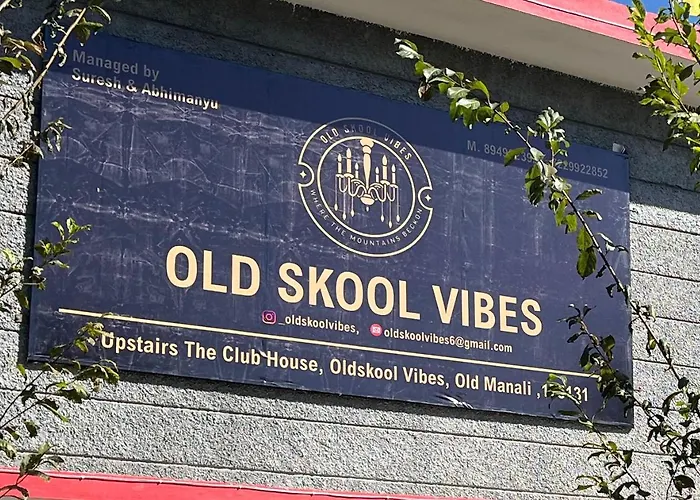 Managed by
Suresh & Abhimanyu
OLD SKOOL VIBES
WHERE THE MOUNTAINS BECKON
M.
OLD SKOOL VIBES
_oldskoolvibes, oldskoolvibes6@gmail.com
Upstairs The Club House, Oldskool Vibes, Old Manali ,